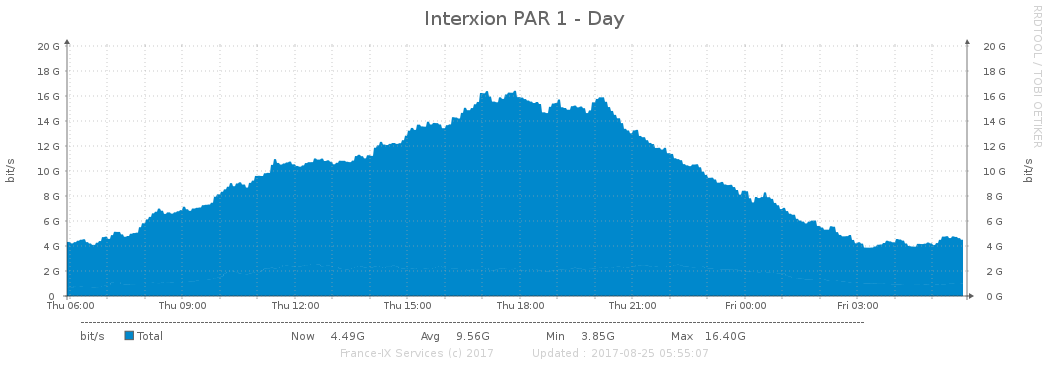 Interxion PAR 1 - Day
RRDTOOL / TOBI OETIKER
bit/s
20 G 20 G
18 G 18 G
16 G 16 G
14 G 14 G
12 G 12 G
10 G 10 G
8 G 8 G
6 G 6 G
4 G 4 G
2 G 2 G
0 0 G
bit/s
Thu 06:00 Thu 09:00 Thu 12:00 Thu 15:00 Thu 18:00 Thu 21:00 Fri 00:00 Fri 03:00
bit/s Total Now 4.49G Avg 9.56G Min 3.85G Max 16.40G
France-IX Services (c) 2017 Updated : 2017-08-25 05:55:07